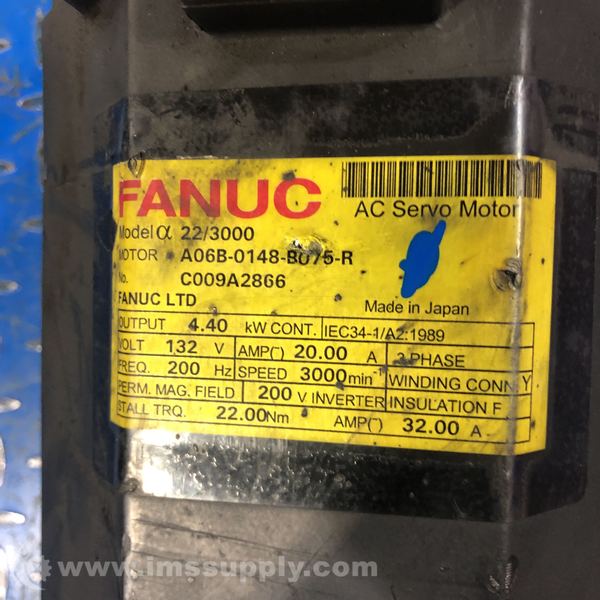 FANUC
AC Servo Motor
Model α 22/3000
MOTOR A06B-0148-B075-R
No. C009A2866
FANUC LTD
Made in Japan
OUTPUT 4.40 kW CONT. IEC34-1/A2:1989
VOLT 132 V AMP(~) 20.00 A 3 PHASE
FREQ. 200 Hz SPEED 3000min⁻¹ WINDING CONN. Y
PERM. MAG. FIELD 200 V INVERTER INSULATION F
STALL TRQ. 22.00Nm AMP(~) 32.00 A
www.imssupply.com